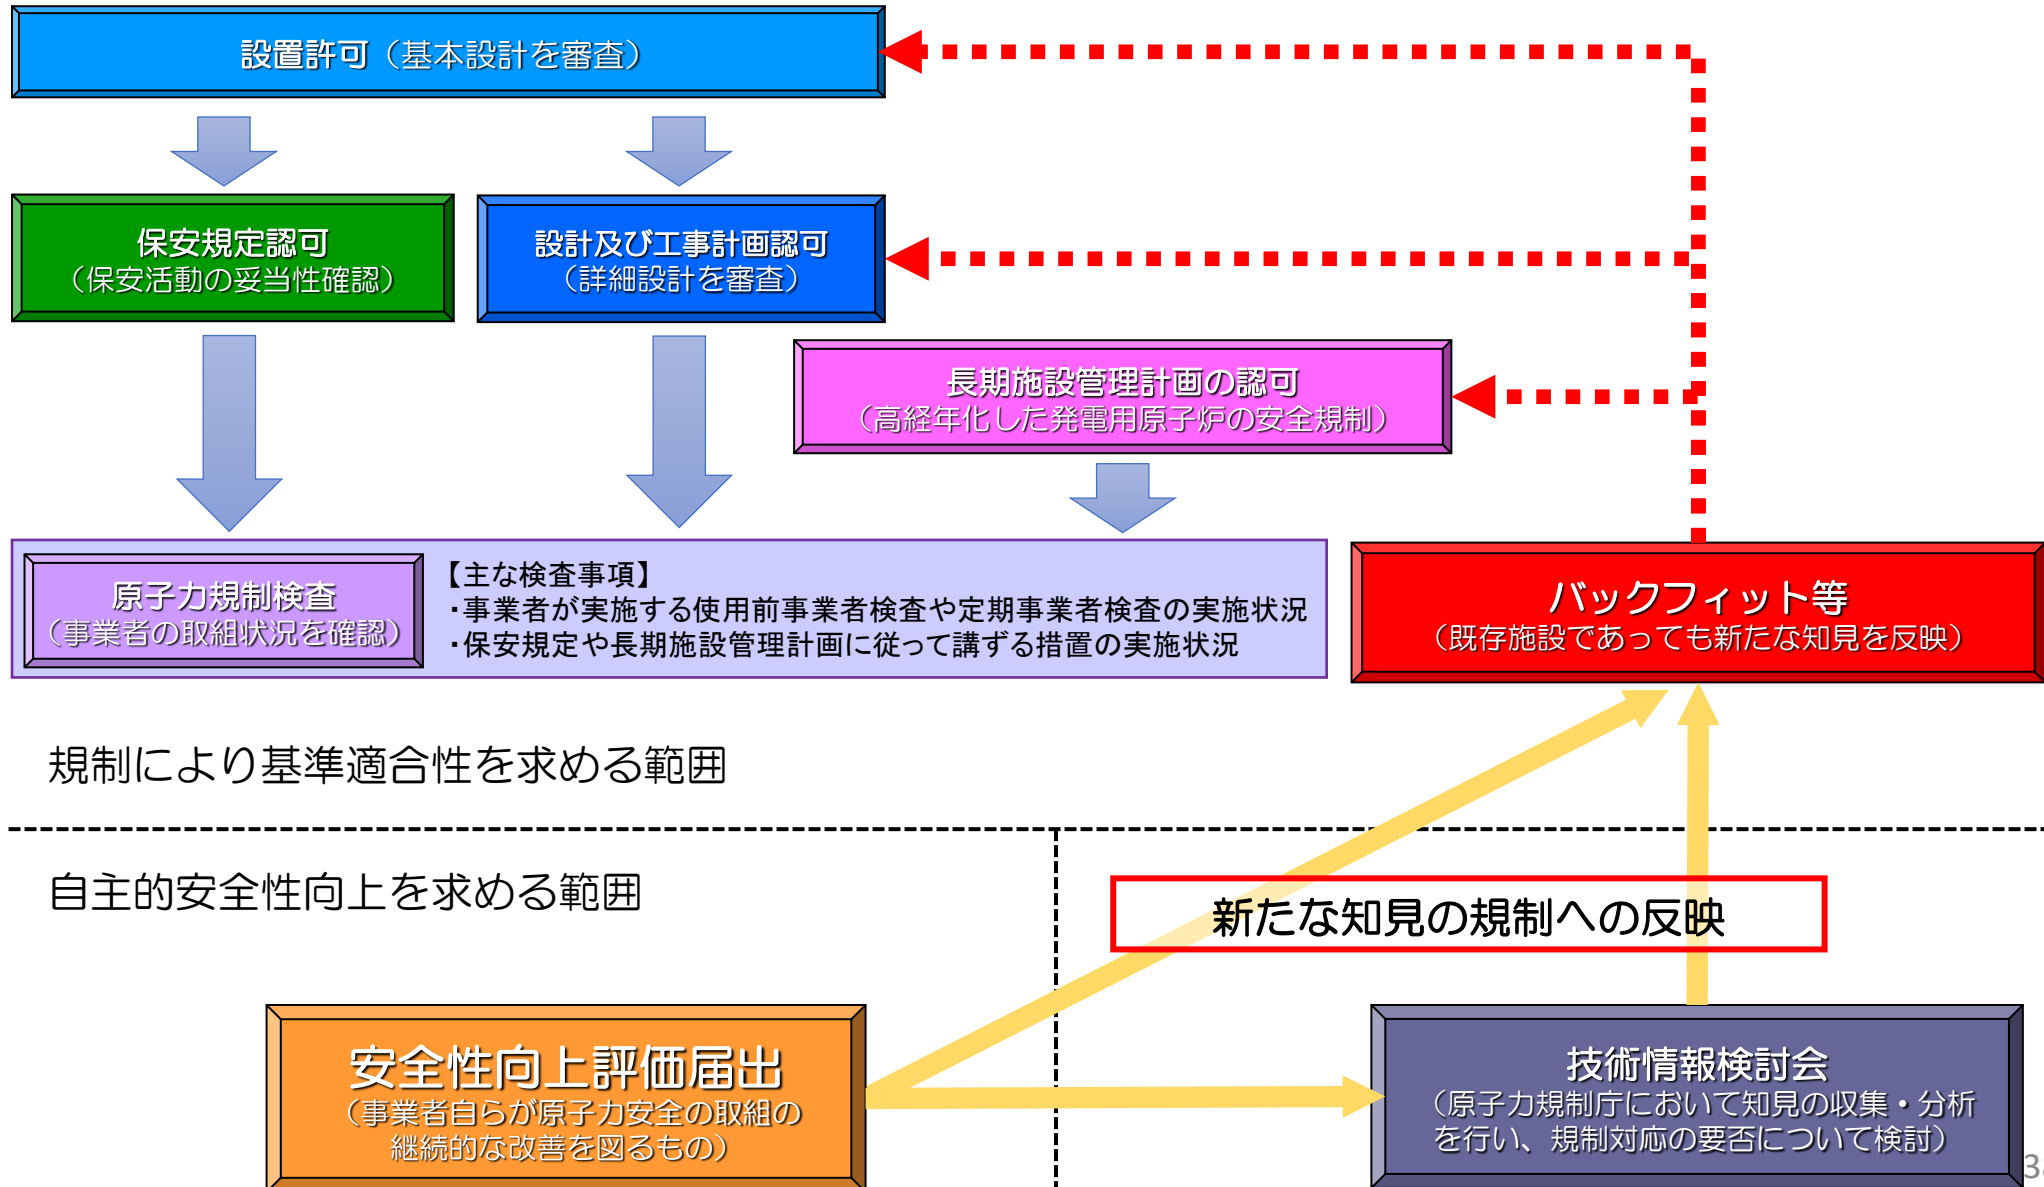 設置許可（基本設計を審査）
保安規定認可
（保安活動の妥当性確認）
設計及び工事計画認可
（詳細設計を審査）
長期施設管理計画の認可
（高経年化した発電用原子炉の安全規制）
原子力規制検査
（事業者の取組状況を確認）
【主な検査事項】
・事業者が実施する使用前事業者検査や定期事業者検査の実施状況
・保安規定や長期施設管理計画に従って講ずる措置の実施状況
バックフィット等
（既存施設であっても新たな知見を反映）
規制により基準適合性を求める範囲
自主的安全性向上を求める範囲
新たな知見の規制への反映
安全性向上評価届出
（事業者自らが原子力安全の取組の
継続的な改善を図るもの）
技術情報検討会
（原子力規制庁において知見の収集・分析
を行い、規制対応の要否について検討）